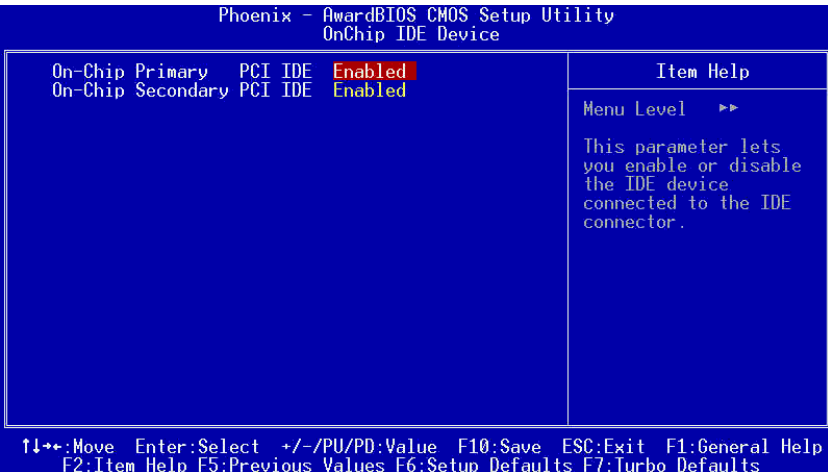 Phoenix - AwardBIOS CMOS Setup Utility
OnChip IDE Device
On-Chip Primary PCI IDE Enabled
On-Chip Secondary PCI IDE Enabled
Item Help
Menu Level ▸▸
This parameter lets
you enable or disable
the IDE device
connected to the IDE
connector.
↑↓→←:Move Enter:Select +/-/PU/PD:Value F10:Save ESC:Exit F1:General Help
F2:Item Help F5:Previous Values F6:Setup Defaults F7:Turbo Defaults